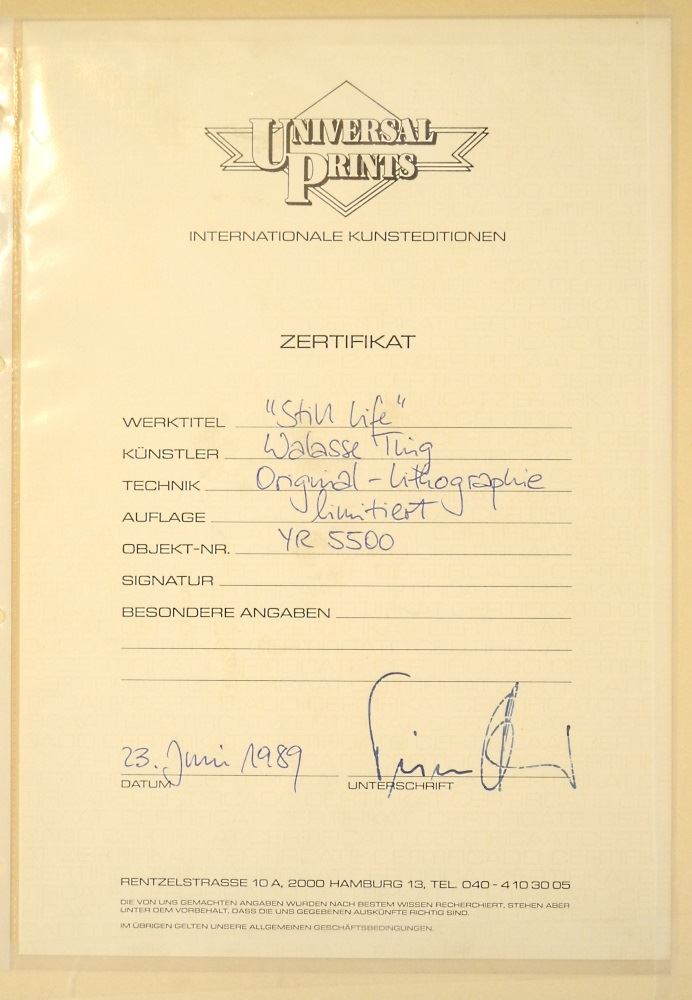 UNIVERSAL
PRINTS
INTERNATIONALE KUNSTEDITIONEN
ZERTIFIKAT
WERKTITEL "Still Life"
KÜNSTLER Walasse Ting
TECHNIK Original-Lithographie
AUFLAGE limitiert
OBJEKT-NR. YR 5500
SIGNATUR
BESONDERE ANGABEN
23. Juni 1989
DATUM UNTERSCHRIFT
RENTZELSTRASSE 10 A, 2000 HAMBURG 13, TEL. 040 - 4 10 30 05
DIE VON UNS GEMACHTEN ANGABEN WURDEN NACH BESTEM WISSEN RECHERCHIERT, STEHEN ABER
UNTER DEM VORBEHALT, DASS DIE UNS GEGEBENEN AUSKÜNFTE RICHTIG SIND.
IM ÜBRIGEN GELTEN UNSERE ALLGEMEINEN GESCHÄFTSBEDINGUNGEN.